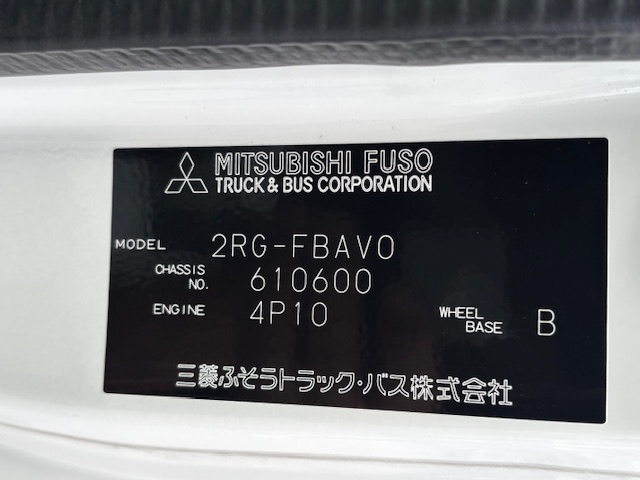 MITSUBISHI FUSO
TRUCK & BUS CORPORATION
MODEL 2RG-FBAV0
CHASSIS NO. 610600
ENGINE 4P10 WHEEL BASE B
三菱ふそうトラック・バス株式会社